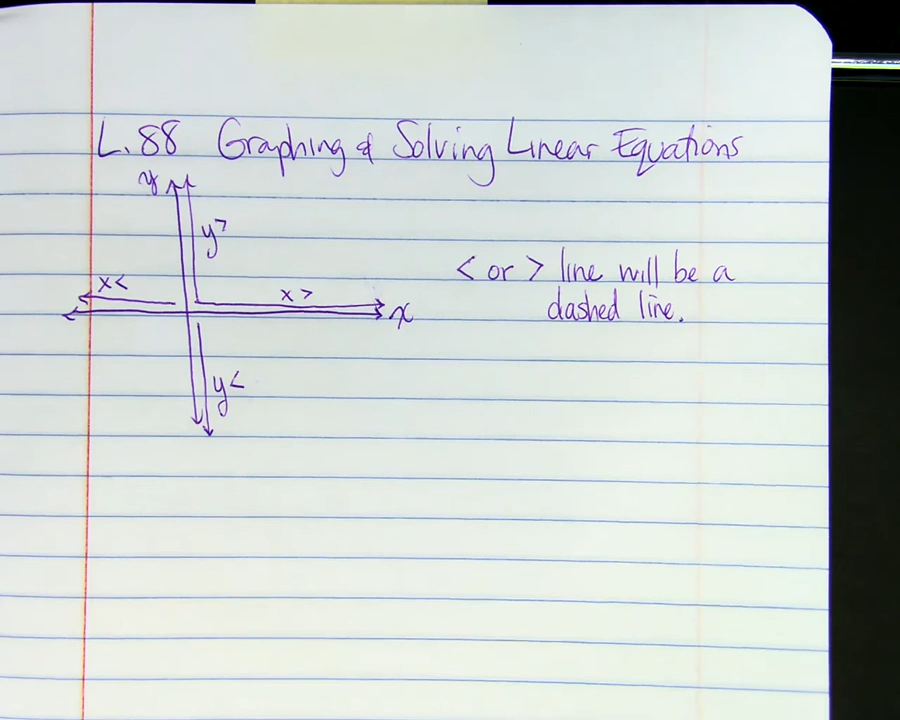 L.88 Graphing & Solving Linear Equations
y
y>
x<
x>
x
y<
< or > line will be a
dashed line.